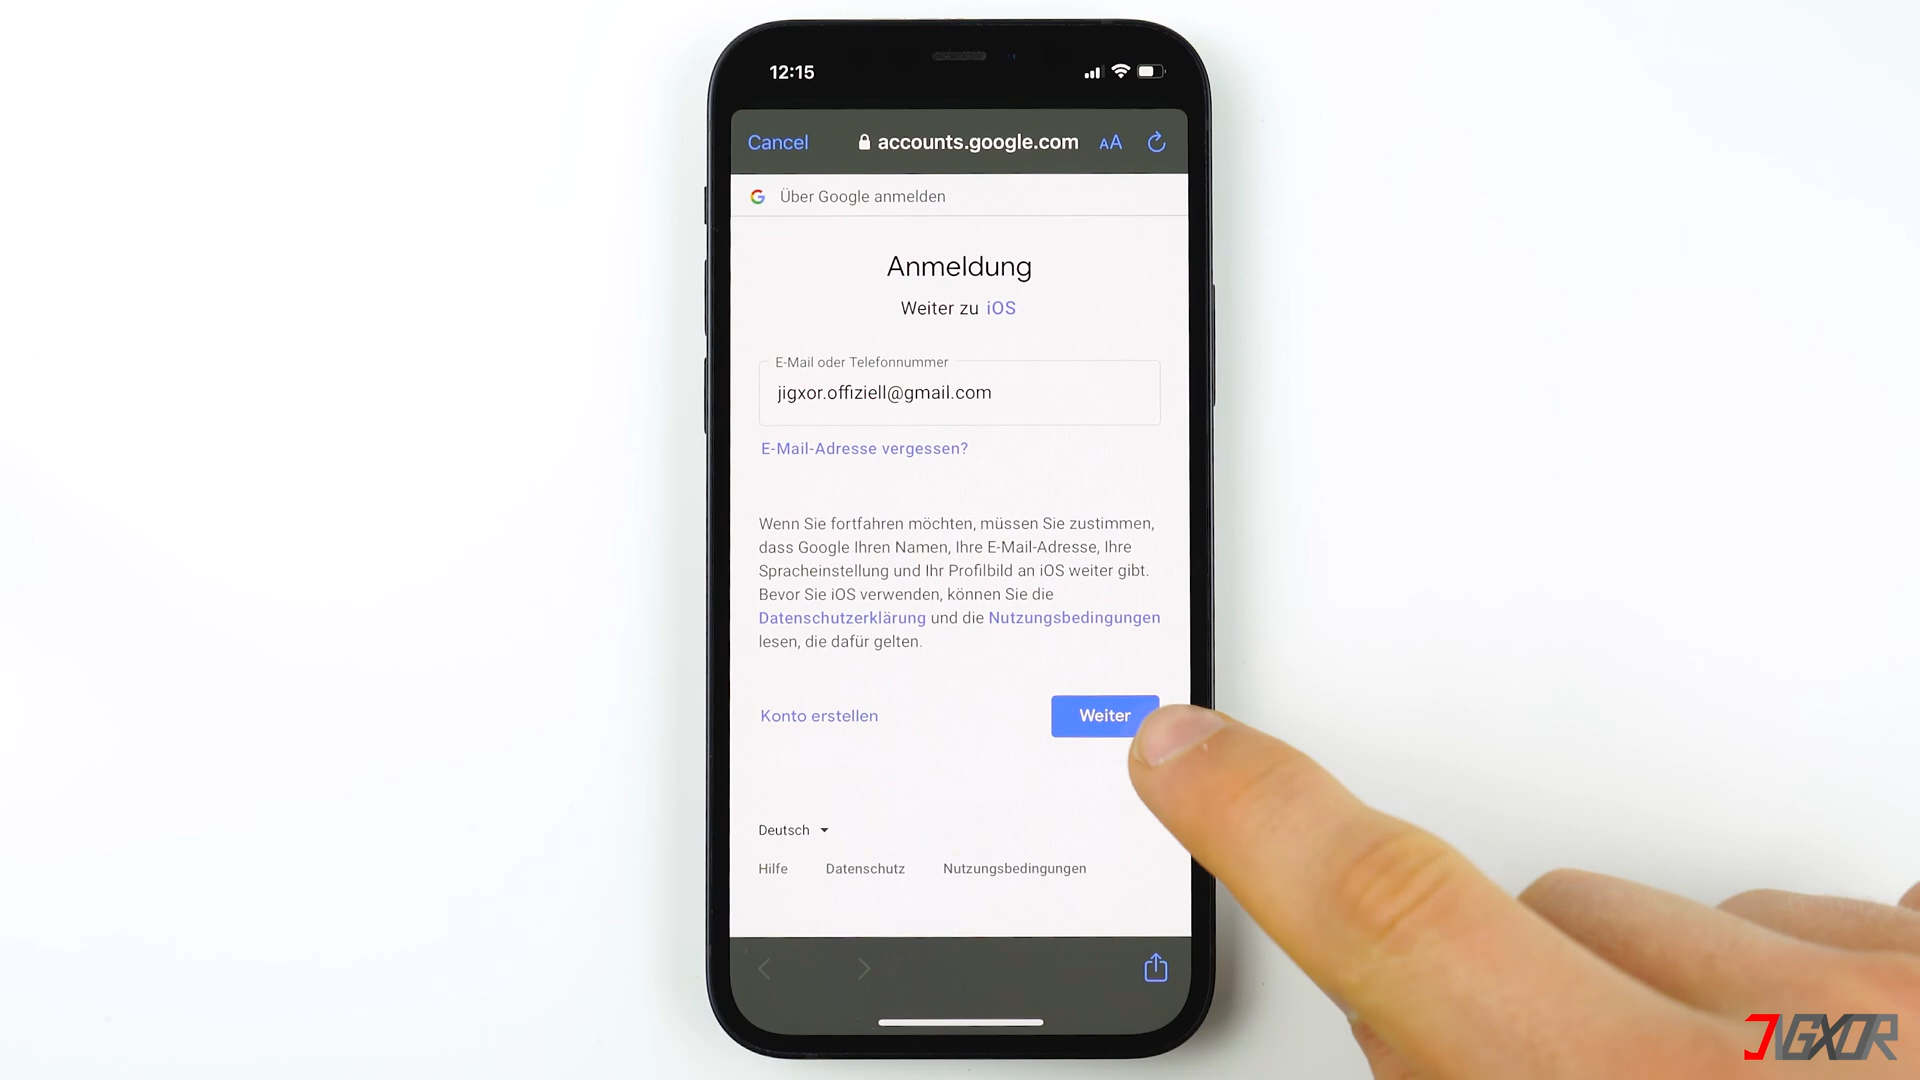 12:15
Cancel
accounts.google.com
AA
Über Google anmelden
Anmeldung
Weiter zu iOS
E-Mail oder Telefonnummer
jigxor.offiziell@gmail.com
E-Mail-Adresse vergessen?
Wenn Sie fortfahren möchten, müssen Sie zustimmen,
dass Google Ihren Namen, Ihre E-Mail-Adresse, Ihre
Spracheinstellung und Ihr Profilbild an iOS weiter gibt.
Bevor Sie iOS verwenden, können Sie die
Datenschutzerklärung und die Nutzungsbedingungen
lesen, die dafür gelten.
Konto erstellen
Weiter
Deutsch
Hilfe Datenschutz Nutzungsbedingungen
JIGXOR